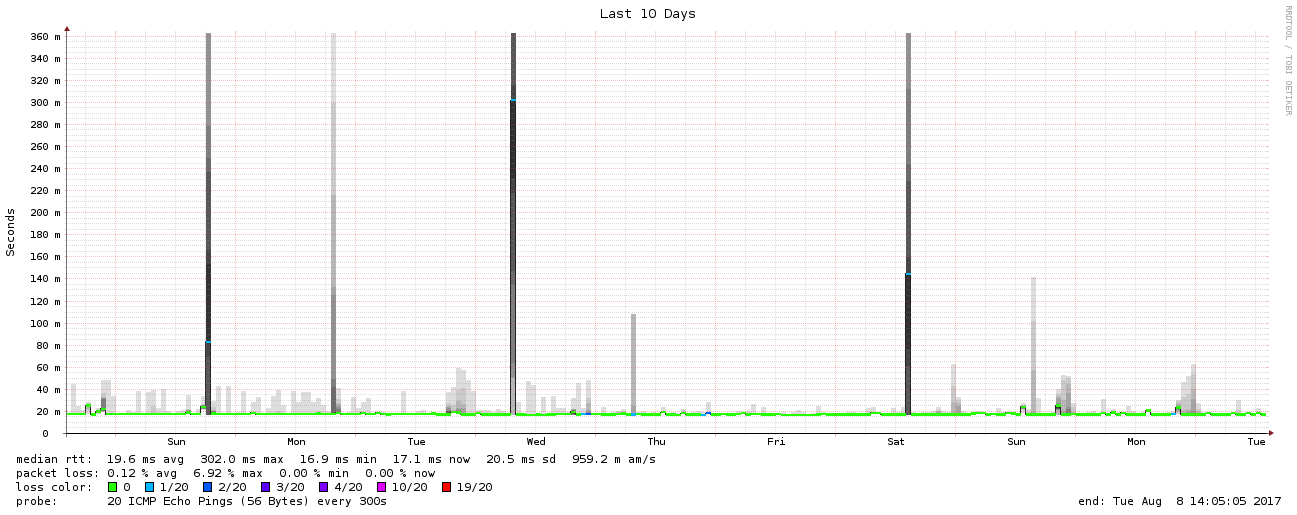 Last 10 Days
RRDTOOL / TOBI OETIKER
360 m
340 m
320 m
300 m
280 m
260 m
240 m
220 m
200 m
180 m
160 m
140 m
120 m
100 m
80 m
60 m
40 m
20 m
0
Seconds
Sun Mon Tue Wed Thu Fri Sat Sun Mon Tue
median rtt: 19.6 ms avg 302.0 ms max 16.9 ms min 17.1 ms now 20.5 ms sd 959.2 m am/s
packet loss: 0.12 % avg 6.92 % max 0.00 % min 0.00 % now
loss color: 0 1/20 2/20 3/20 4/20 10/20 19/20
probe: 20 ICMP Echo Pings (56 Bytes) every 300s end: Tue Aug 8 14:05:05 2017